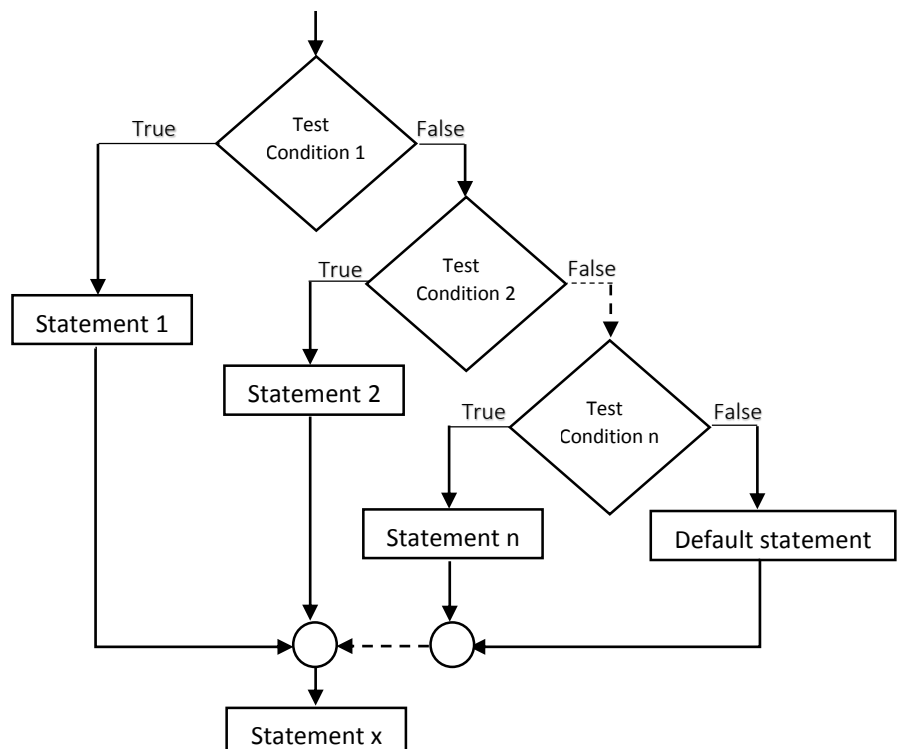 Test
Condition 1
True
False
Test
Condition 2
True
False
Statement 1
Statement 2
Test
Condition n
True
False
Statement n
Default statement
Statement x